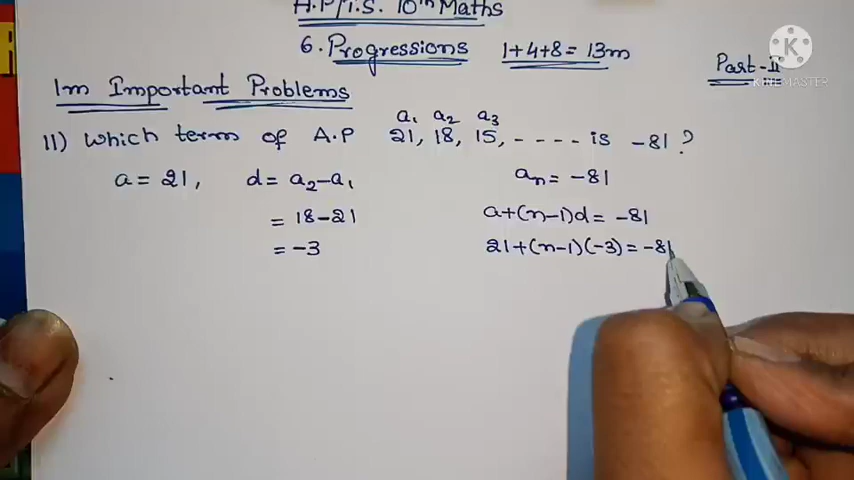 10th Maths
6. Progressions 1+4+8 = 13m
Part-II
KINEMASTER
1m Important Problems
a₁ a₂ a₃
11) Which term of A.P 21, 18, 15, - - - - is -81 ?
a = 21, d = a₂-a₁ aₙ = -81
= 18-21 a+(n-1)d = -81
= -3 21+(n-1)(-3) = -81